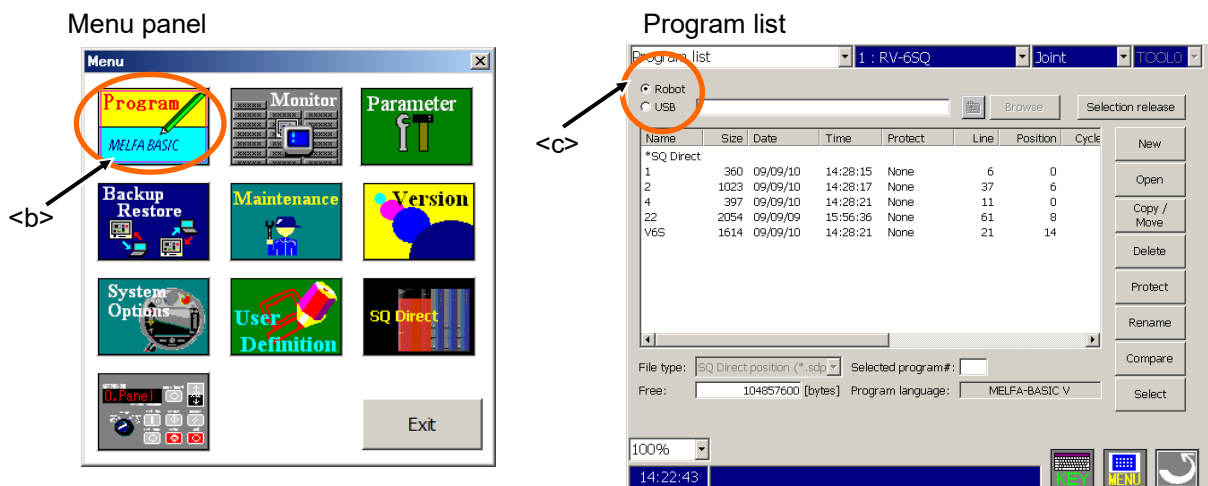 Menu panel
Menu
Program
MELFA BASIC
Monitor
Parameter
Backup
Restore
Maintenance
Version
System
Options
User
Definition
SQ Direct
O.Panel
Exit
<b>
Program list
Program list
1 : RV-6SQ
Joint
TOOL0
Robot
USB
Browse
Selection release
<c>
Name Size Date Time Protect Line Position Cycle
*SQ Direct
1 360 09/09/10 14:28:15 None 6 0
2 1023 09/09/10 14:28:17 None 37 6
4 397 09/09/10 14:28:21 None 11 0
22 2054 09/09/09 15:56:36 None 61 8
V6S 1614 09/09/10 14:28:21 None 21 14
New
Open
Copy /
Move
Delete
Protect
Rename
Compare
Select
File type: SQ Direct position (*.sdp Selected program#:
Free: 104857600 [bytes] Program language: MELFA-BASIC V
100%
14:22:43
KEY
MENU